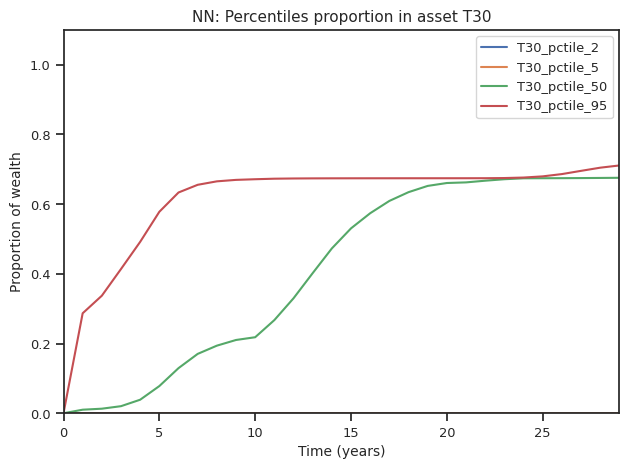 NN: Percentiles proportion in asset T30
T30_pctile_2
T30_pctile_5
T30_pctile_50
T30_pctile_95
Proportion of wealth
1.0
0.8
0.6
0.4
0.2
0.0
0 5 10 15 20 25
Time (years)